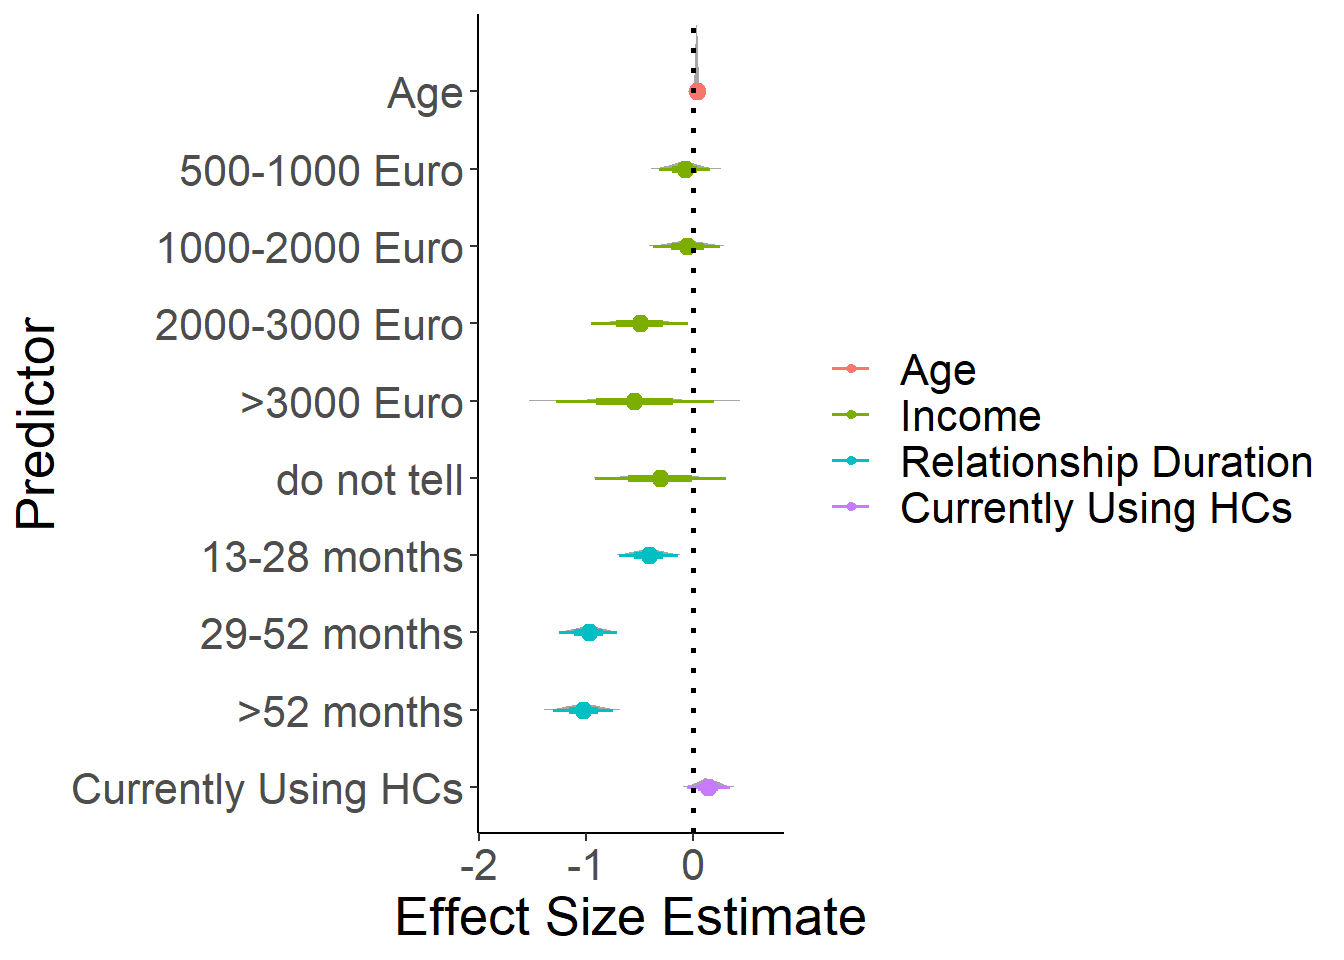 Predictor
Age
500-1000 Euro
1000-2000 Euro
2000-3000 Euro
>3000 Euro
do not tell
13-28 months
29-52 months
>52 months
Currently Using HCs
-2 -1 0
Effect Size Estimate
Age
Income
Relationship Duration
Currently Using HCs